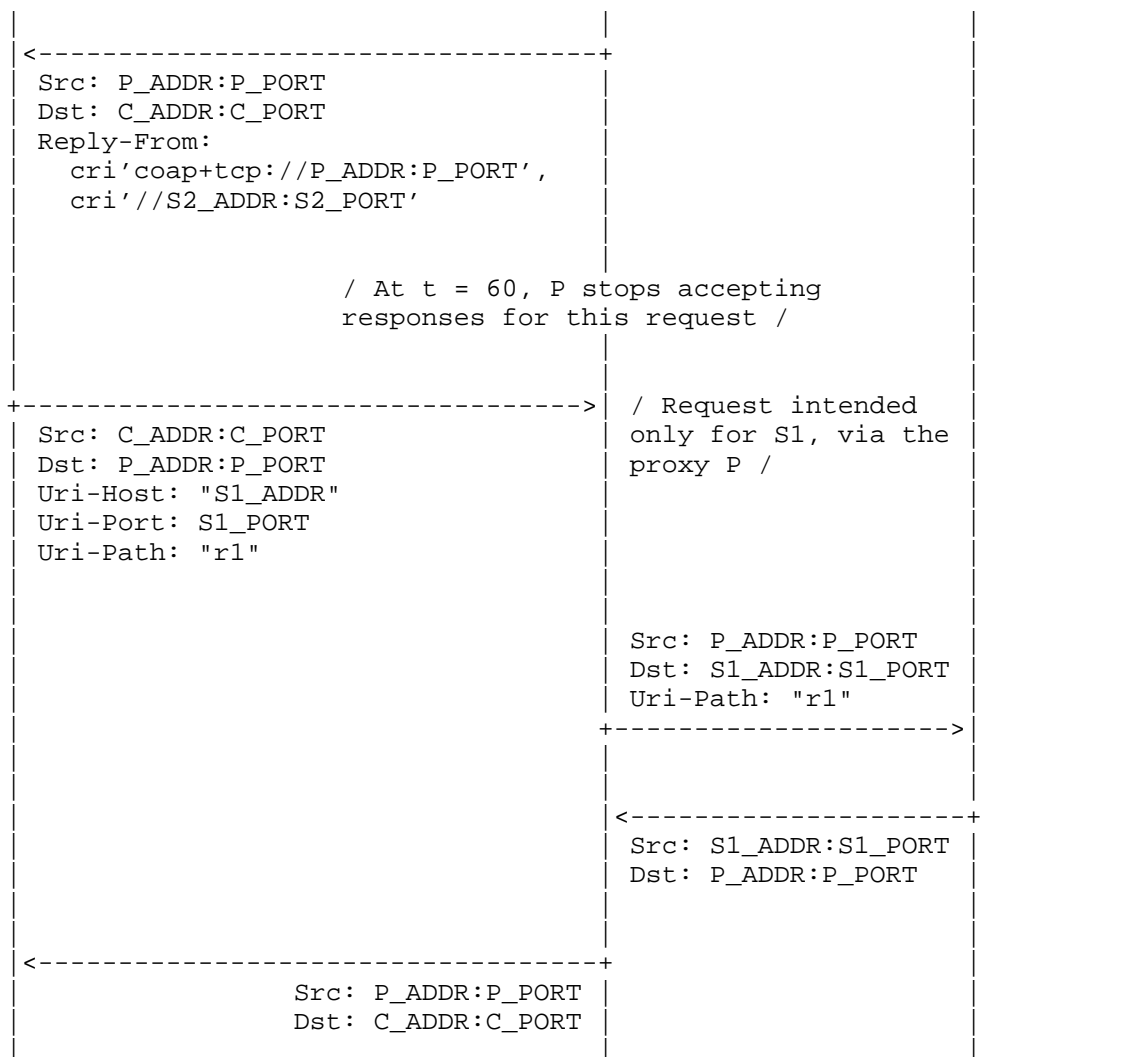 Src: P_ADDR:P_PORT
Dst: C_ADDR:C_PORT
Reply-From:
cri'coap+tcp://P_ADDR:P_PORT',
cri'//S2_ADDR:S2_PORT'
/ At t = 60, P stops accepting
responses for this request /
/ Request intended
Src: C_ADDR:C_PORT only for S1, via the
Dst: P_ADDR:P_PORT proxy P /
Uri-Host: "S1_ADDR"
Uri-Port: S1_PORT
Uri-Path: "r1"
Src: P_ADDR:P_PORT
Dst: S1_ADDR:S1_PORT
Uri-Path: "r1"
Src: S1_ADDR:S1_PORT
Dst: P_ADDR:P_PORT
Src: P_ADDR:P_PORT
Dst: C_ADDR:C_PORT